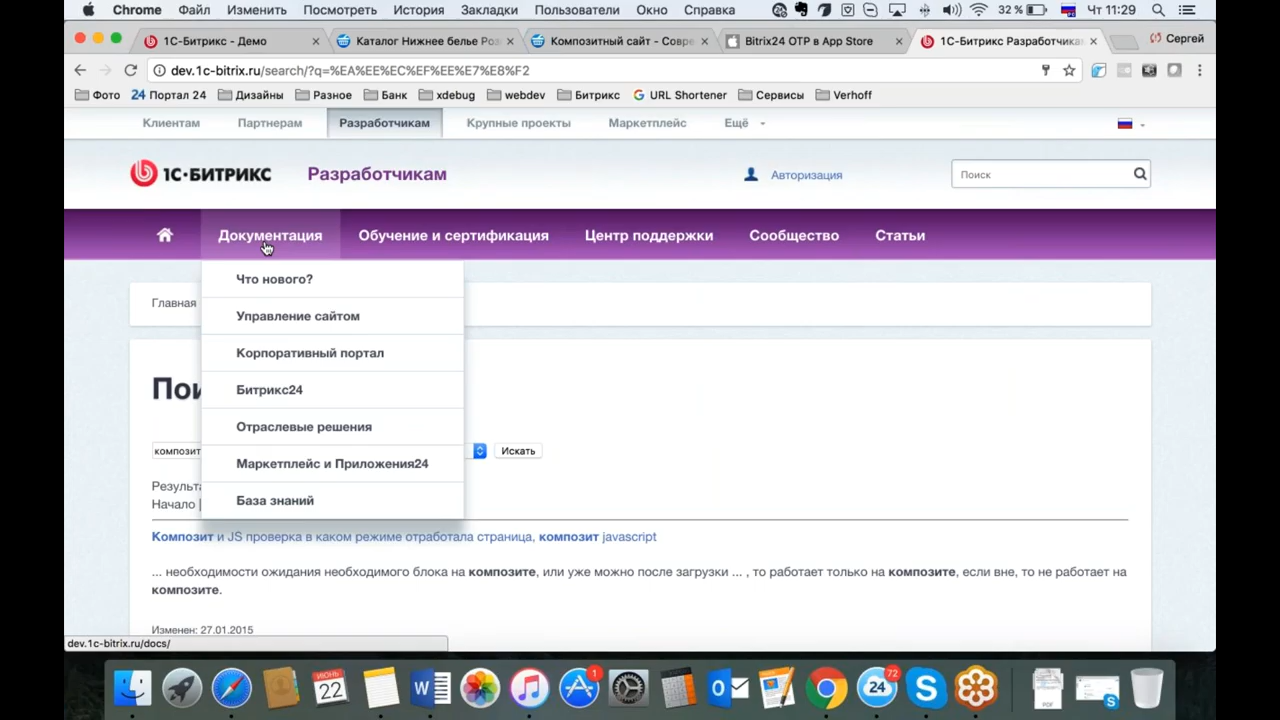 Chrome Файл Изменить Просмотреть История Закладки Пользователи Окно Справка 32 % Чт 11:29
1С-Битрикс - Демо Каталог Нижнее белье Роз Композитный сайт - Совре Bitrix24 OTP в App Store 1С-Битрикс Разработчикам Сергей
dev.1c-bitrix.ru/search/?q=%EA%EE%EC%EF%EE%E7%E8%F2
Фото 24 Портал 24 Дизайны Разное Банк xdebug webdev Битрикс URL Shortener Сервисы Verhoff
Клиентам Партнерам Разработчикам Крупные проекты Маркетплейс Ещё
1С·БИТРИКС Разработчикам Авторизация Поиск
Документация Обучение и сертификация Центр поддержки Сообщество Статьи
Что нового?
Главная
Управление сайтом
Корпоративный портал
Пои
Битрикс24
Отраслевые решения
композит Искать
Маркетплейс и Приложения24
Результа
База знаний
Начало |
Композит и JS проверка в каком режиме отработала страница, композит javascript
... необходимости ожидания необходимого блока на композите, или уже можно после загрузки ... , то работает только на композите, если вне, то не работает на
композите.
Изменен: 27.01.2015
dev.1c-bitrix.ru/docs/
ИЮНЬ
22
W
1
O
24
72
S
PDF
S